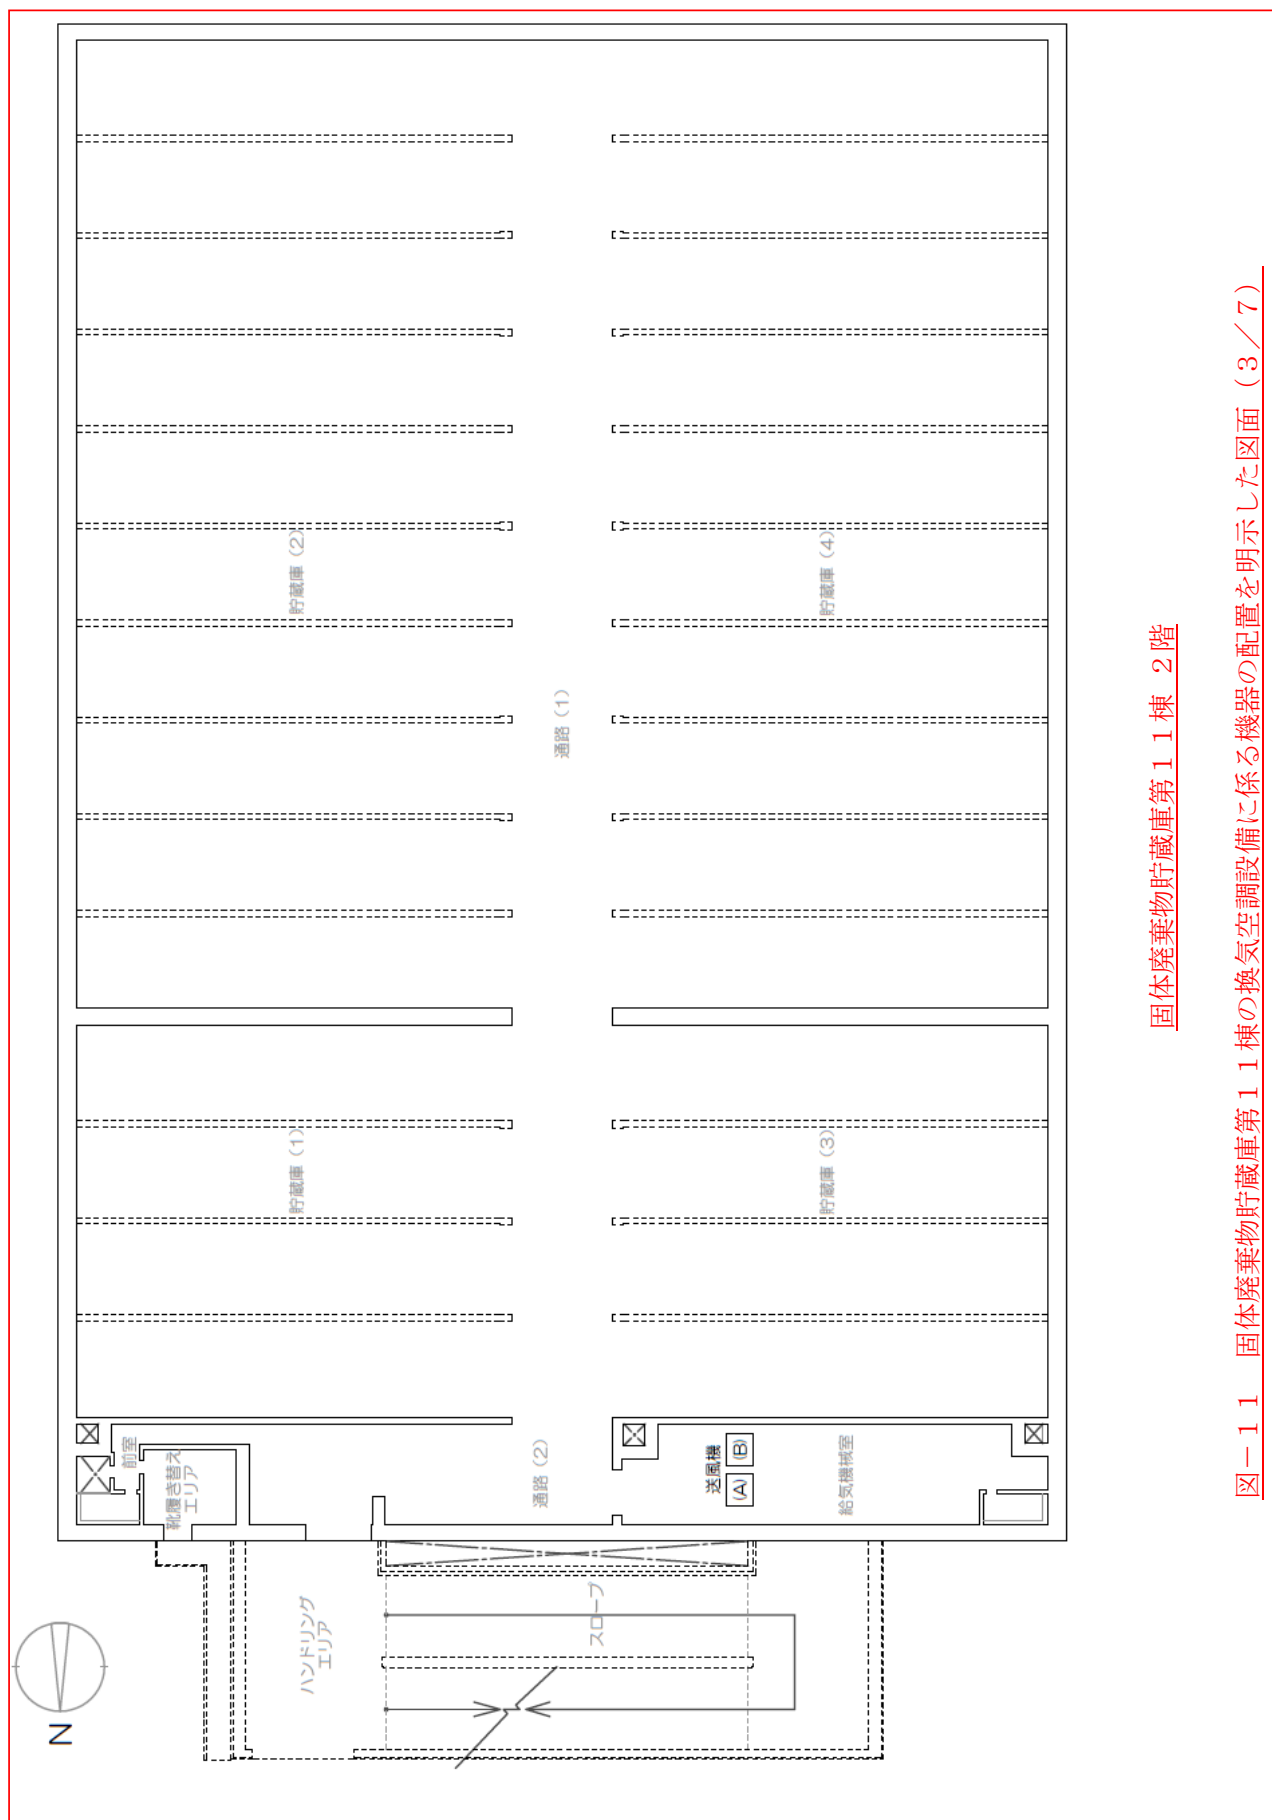 貯蔵庫（1）
貯蔵庫（2）
前室
靴履き替え
エリア
ハンドリング
エリア
通路（2）
通路（1）
スロープ
送風機
(A) (B)
給気機械室
貯蔵庫（3）
貯蔵庫（4）
N
固体廃棄物貯蔵庫第１１棟 ２階
図－１１　固体廃棄物貯蔵庫第１１棟の換気空調設備に係る機器の配置を明示した図面（３／７）